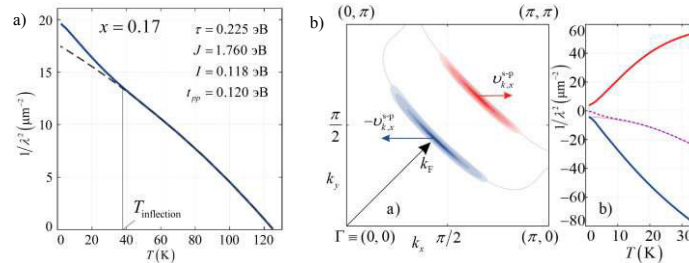 a)
x = 0.17
τ = 0.225 эВ
J = 1.760 эВ
I = 0.118 эВ
t_pp = 0.120 эВ
1/λ² (μm⁻²)
20
15
10
5
0
T_inflection
0 20 40 60 80 100 120
T (K)
b)
(0, π) (π, π)
υ^{s-p}_{k,x}
−υ^{s-p}_{k,x}
π/2
k_F
k_y
a)
Γ ≡ (0, 0) k_x π/2 (π, 0)
1/λ² (μm⁻²)
60
40
20
0
−20
−40
−60
−80
b)
0 10 20 30
T (K)